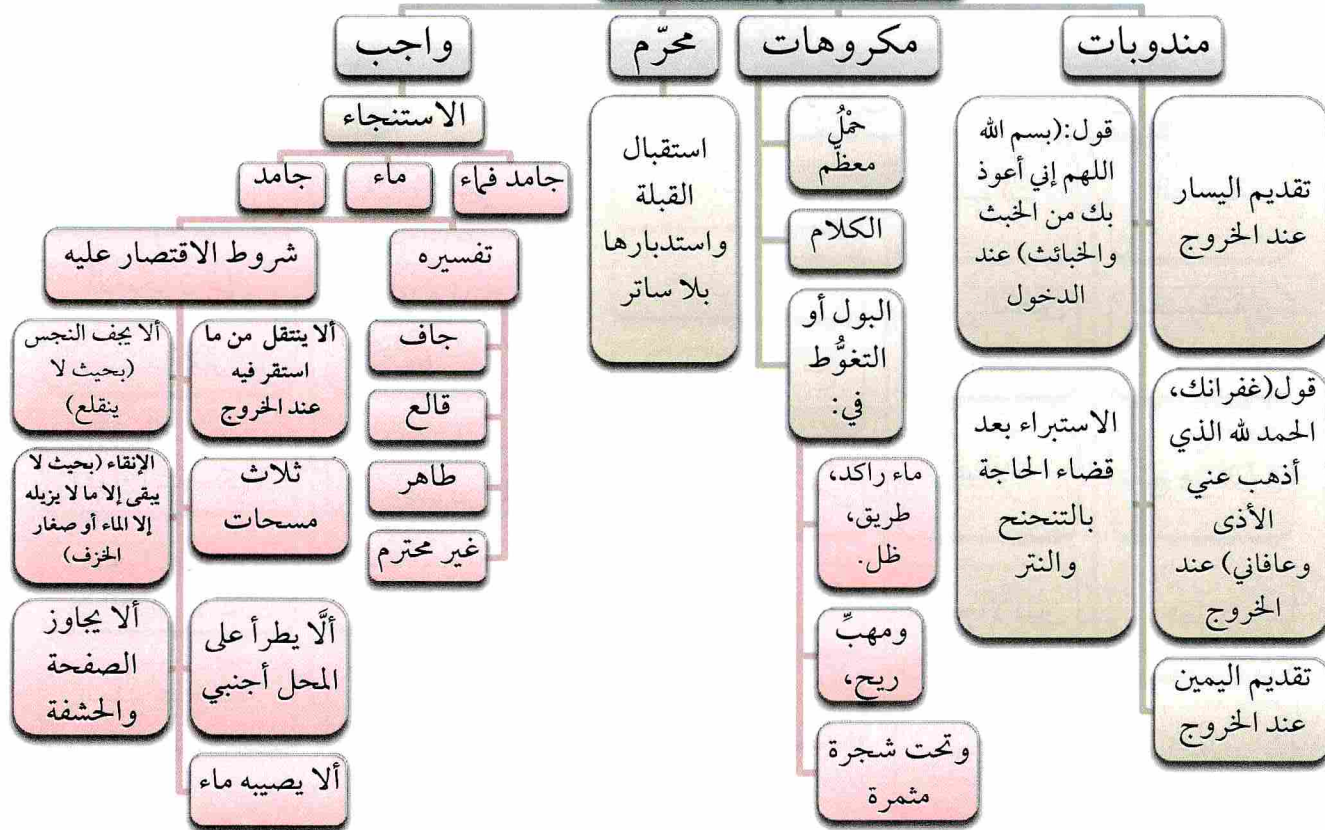 مندوبات
مكروهات
محرّم
واجب
تقديم اليسار
عند الخروج
قول:(بسم الله
اللهم إني أعوذ
بك من الخبث
والخبائث) عند
الدخول
قول(غفرانك،
الحمد لله الذي
أذهب عني
الأذى
وعافاني) عند
الخروج
الاستبراء بعد
قضاء الحاجة
بالتنحنح
والنتر
تقديم اليمين
عند الخروج
حمْلُ
معظَّم
الكلام
البول أو
التغوُّط
في:
ماء راكد،
طريق،
ظل.
ومهبِّ
ريح،
وتحت شجرة
مثمرة
استقبال
القبلة
واستدبارها
بلا ساتر
الاستنجاء
جامد فماء
ماء
جامد
تفسيره
جاف
قالع
طاهر
غير محترم
شروط الاقتصار عليه
ألا ينتقل من ما
استقر فيه
عند الخروج
ألا يجف النجس
(بحيث لا
ينقلع)
ثلاث
مسحات
الإنقاء (بحيث لا
يبقى إلا ما لا يزيله
إلا الماء أو صغار
الخزف)
ألَّا يطرأ على
المحل أجنبي
ألا يجاوز
الصفحة
والحشفة
ألا يصيبه ماء